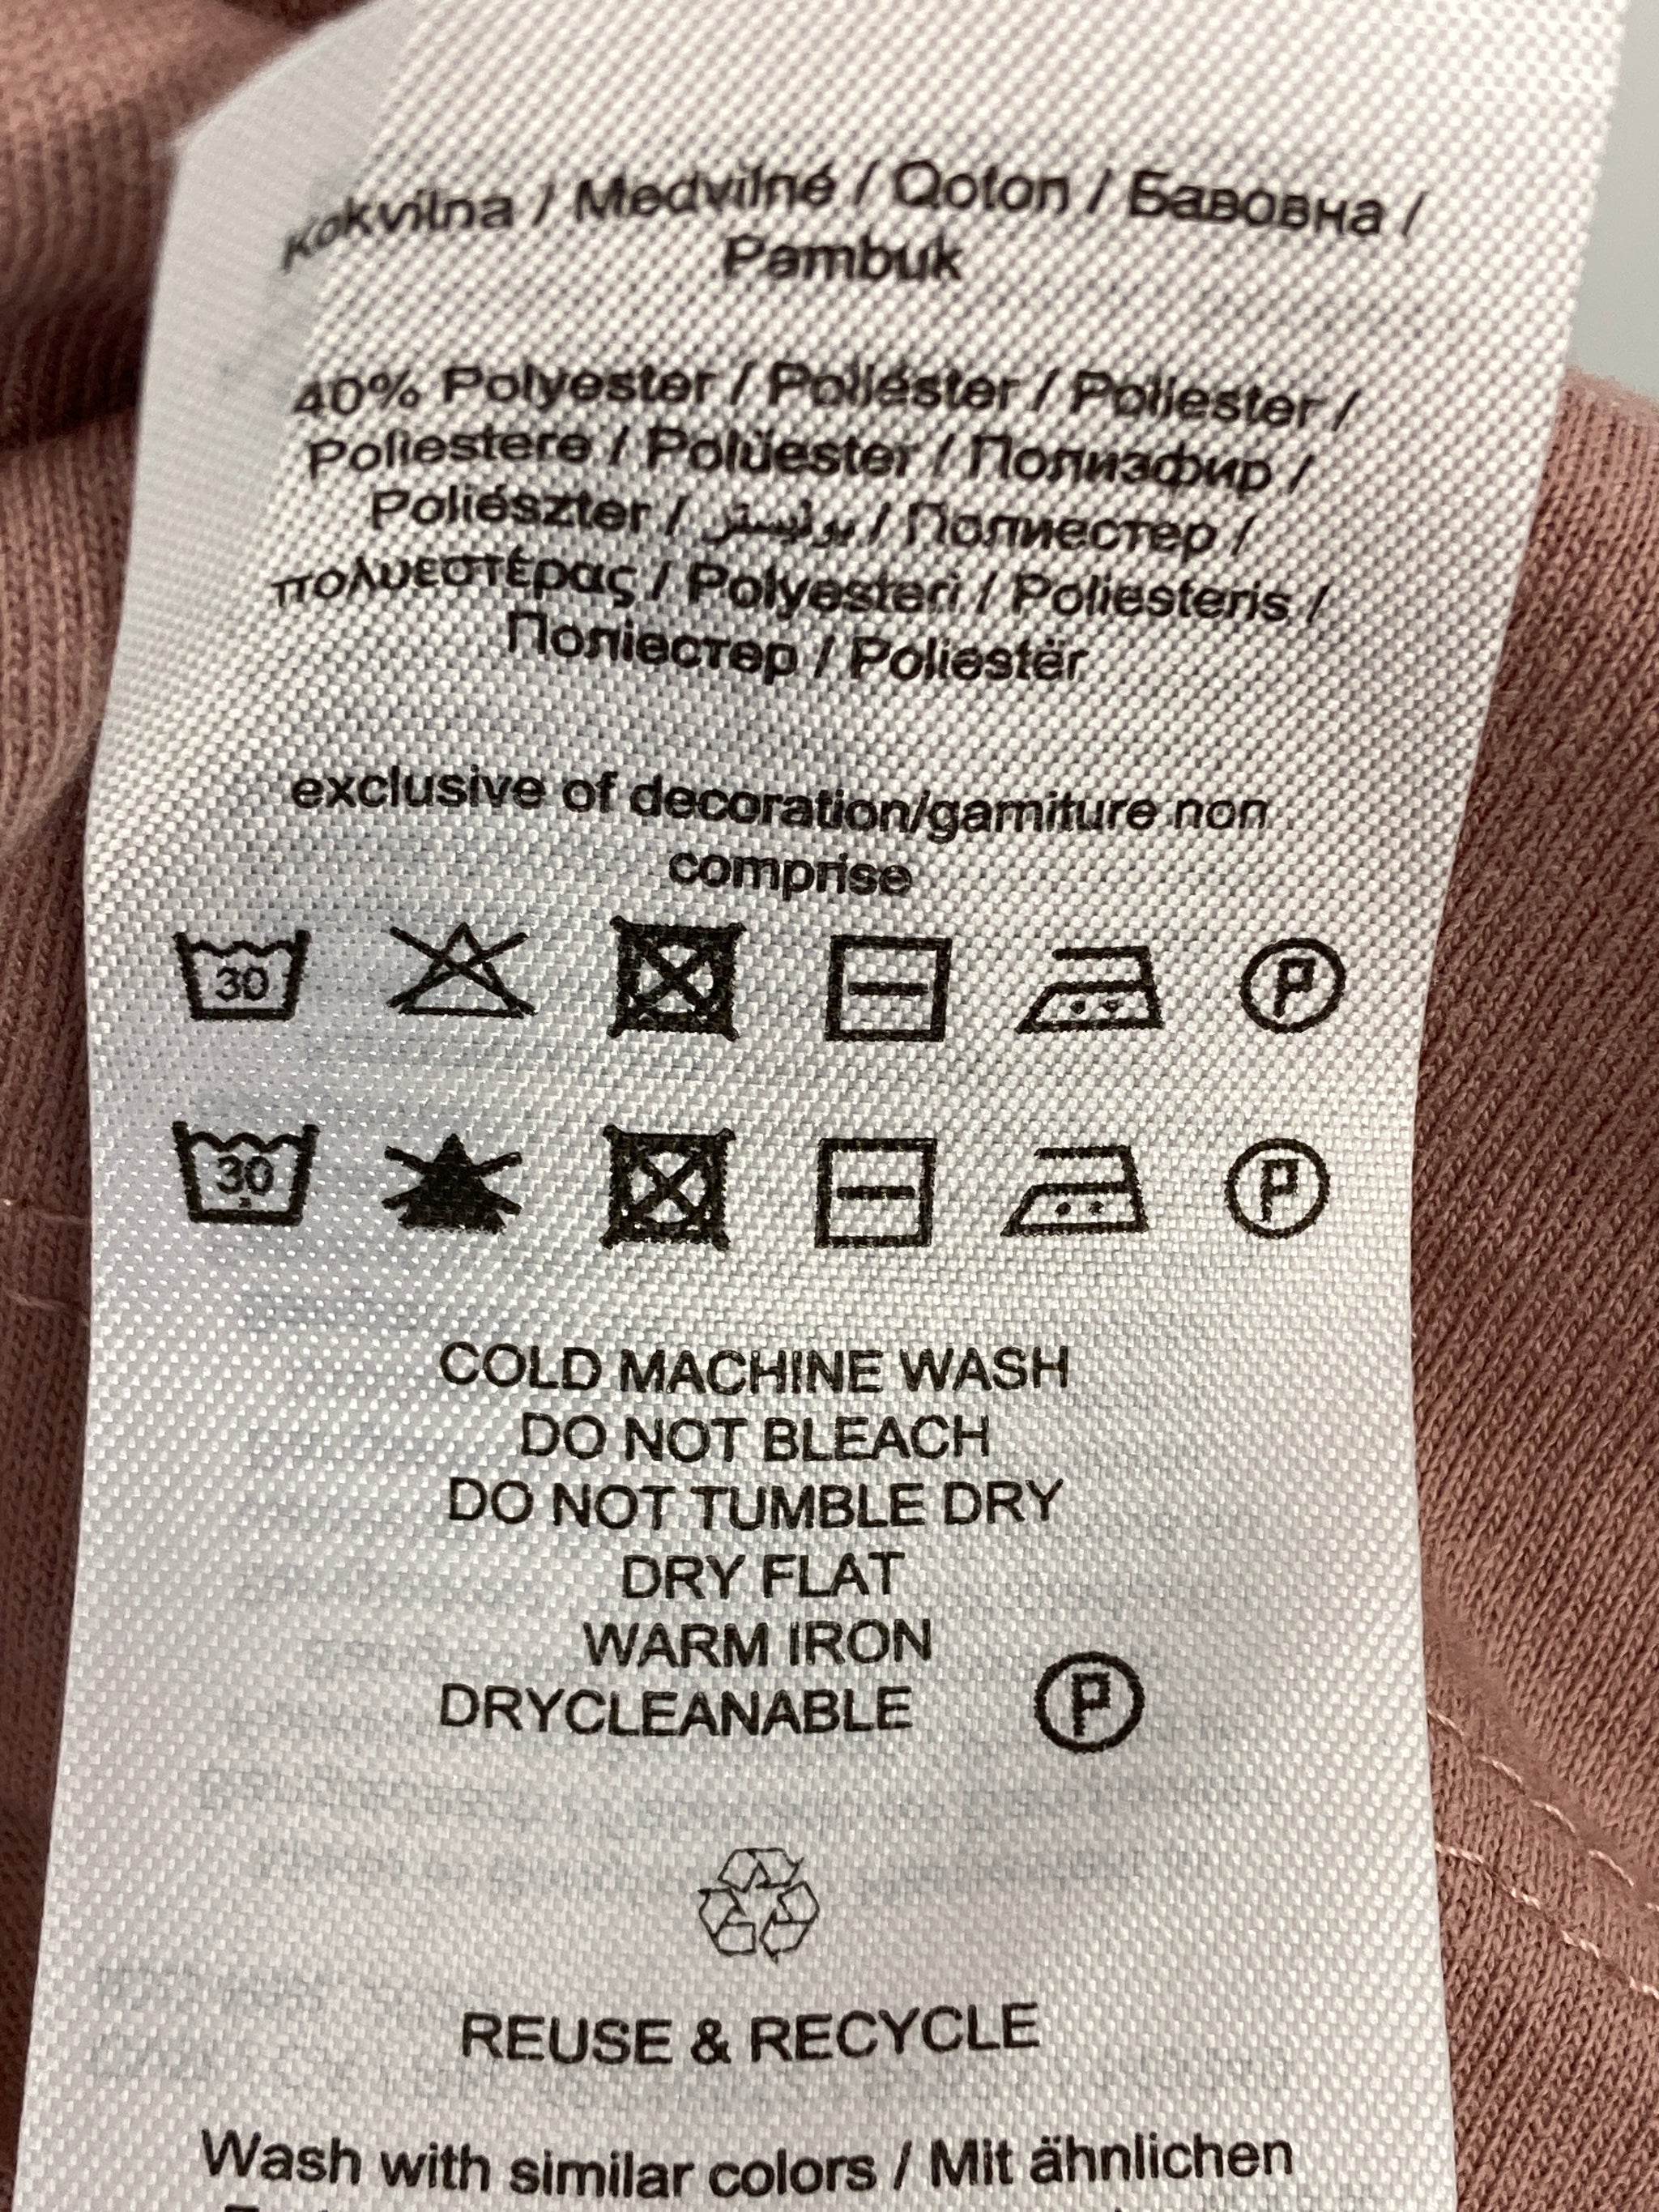 Kokvilna / Medvilné / Qoton / Бавовна /
Pambuk
40% Polyester / Poliéster / Poliester /
Poliestere / Polüester / Полиэфир /
Poliészter / بوليستر / Полиестер /
πολυεστέρας / Polyesteri / Poliesteris /
Поліестер / Poliestër
exclusive of decoration/garniture non
comprise
30 P
30 P
COLD MACHINE WASH
DO NOT BLEACH
DO NOT TUMBLE DRY
DRY FLAT
WARM IRON
DRYCLEANABLE P
REUSE & RECYCLE
Wash with similar colors / Mit ähnlichen